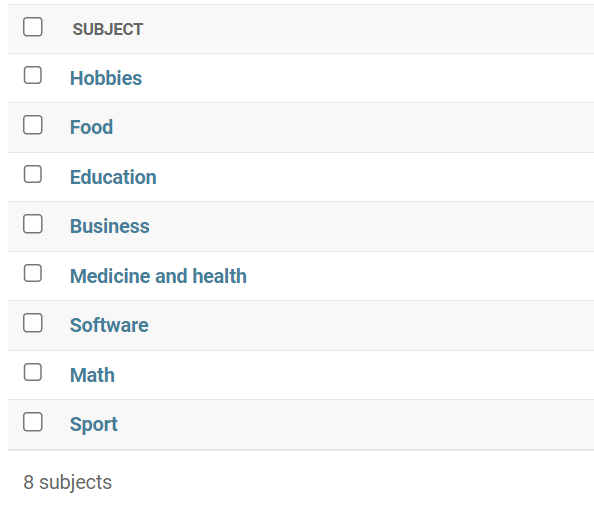 SUBJECT
Hobbies
Food
Education
Business
Medicine and health
Software
Math
Sport
8 subjects